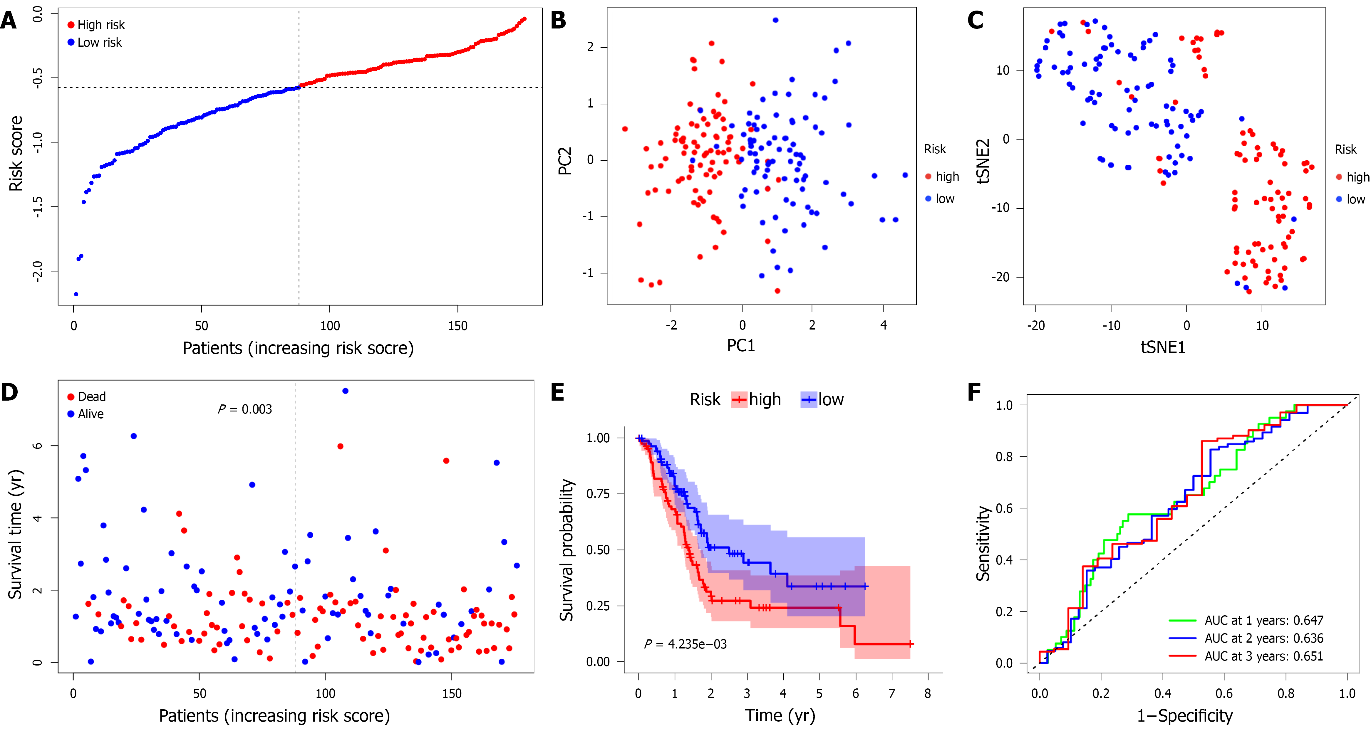 A
High risk
Low risk
0.0
-0.5
-1.0
-1.5
-2.0
Risk score
0
50
100
150
Patients (increasing risk socre)
B
2
1
0
-1
PC2
-2
0
2
4
PC1
Risk
high
low
C
10
0
-10
-20
tSNE2
-20
-10
0
10
tSNE1
Risk
high
low
D
Dead
Alive
P = 0.003
6
4
2
0
Survival time (yr)
0
50
100
150
Patients (increasing risk score)
E
Risk high low
1.00
0.75
0.50
0.25
0.00
Survival probability
P = 4.235e−03
0
1
2
3
4
5
6
7
8
Time (yr)
F
1.0
0.8
0.6
0.4
0.2
0.0
Sensitivity
AUC at 1 years: 0.647
AUC at 2 years: 0.636
AUC at 3 years: 0.651
0.0
0.2
0.4
0.6
0.8
1.0
1−Specificity